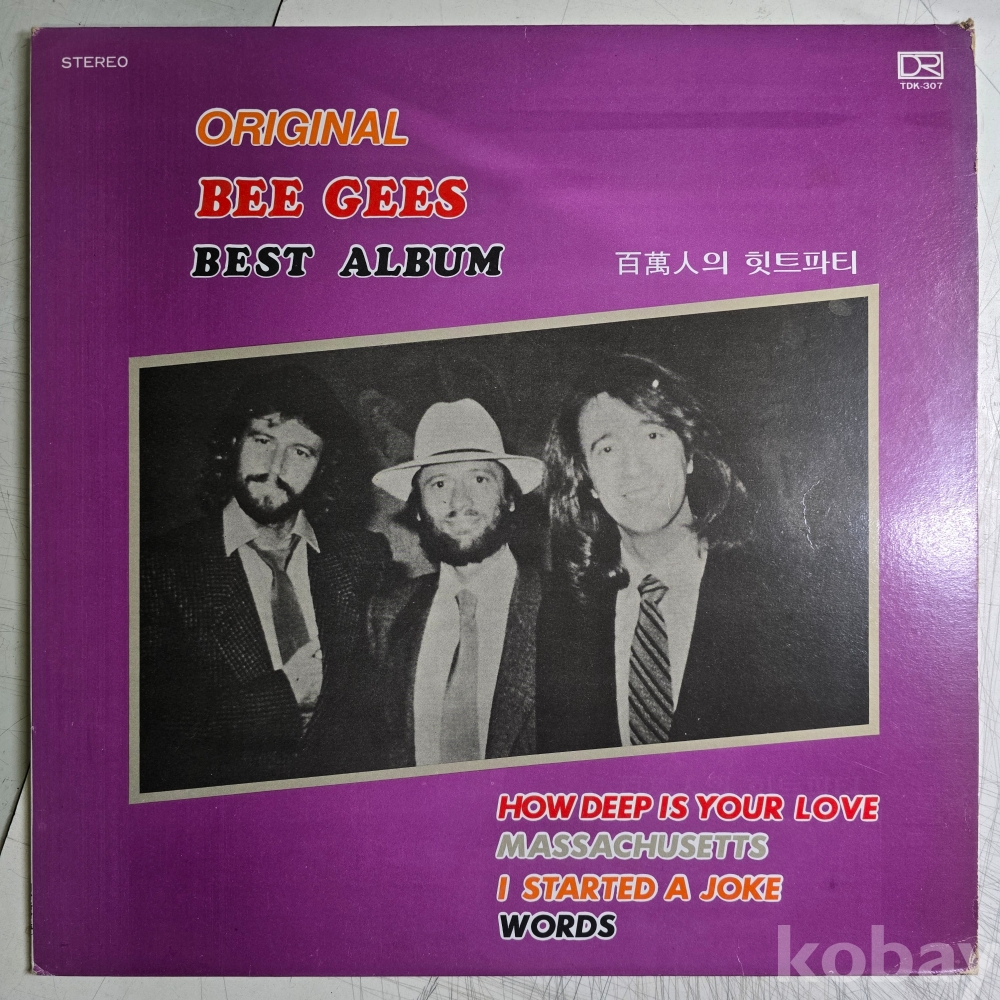 STEREO
DR
TDK-307
ORIGINAL
BEE GEES
BEST ALBUM
百萬人의 힛트파티
HOW DEEP IS YOUR LOVE
MASSACHUSETTS
I STARTED A JOKE
WORDS
kobay